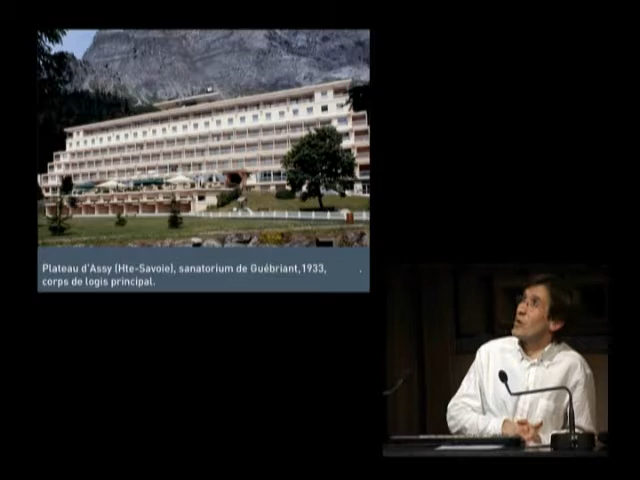 Plateau d'Assy (Hte-Savoie), sanatorium de Guébriant,1933,
corps de logis principal.